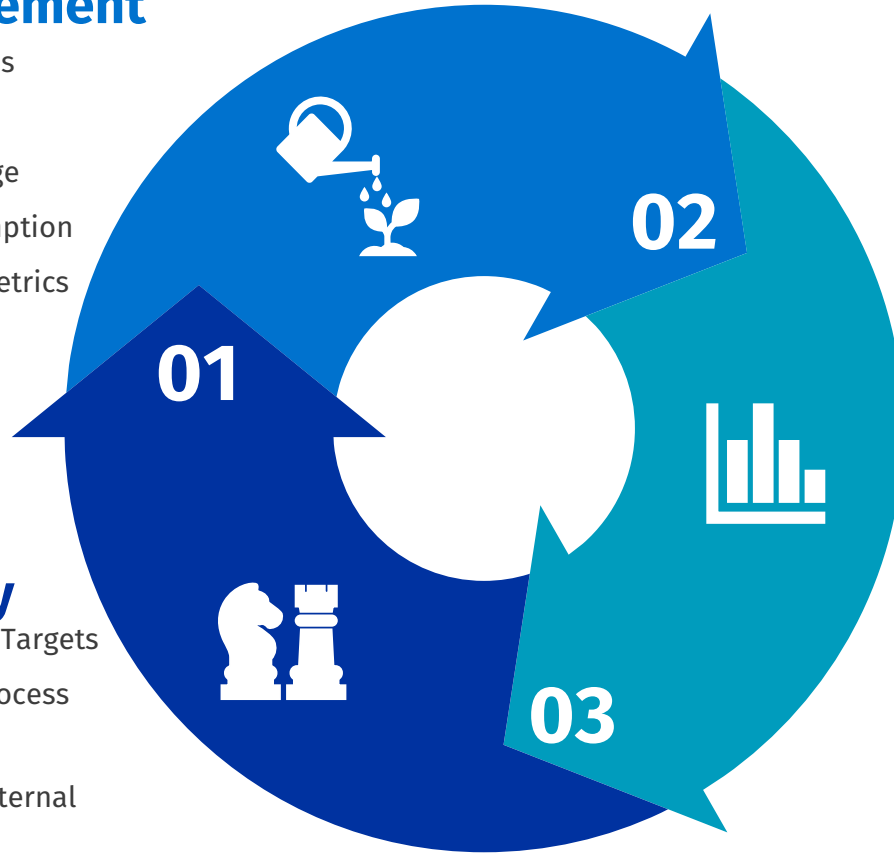 ement
s
ge
ption
etrics
02
01
y
Targets
ocess
03
ternal